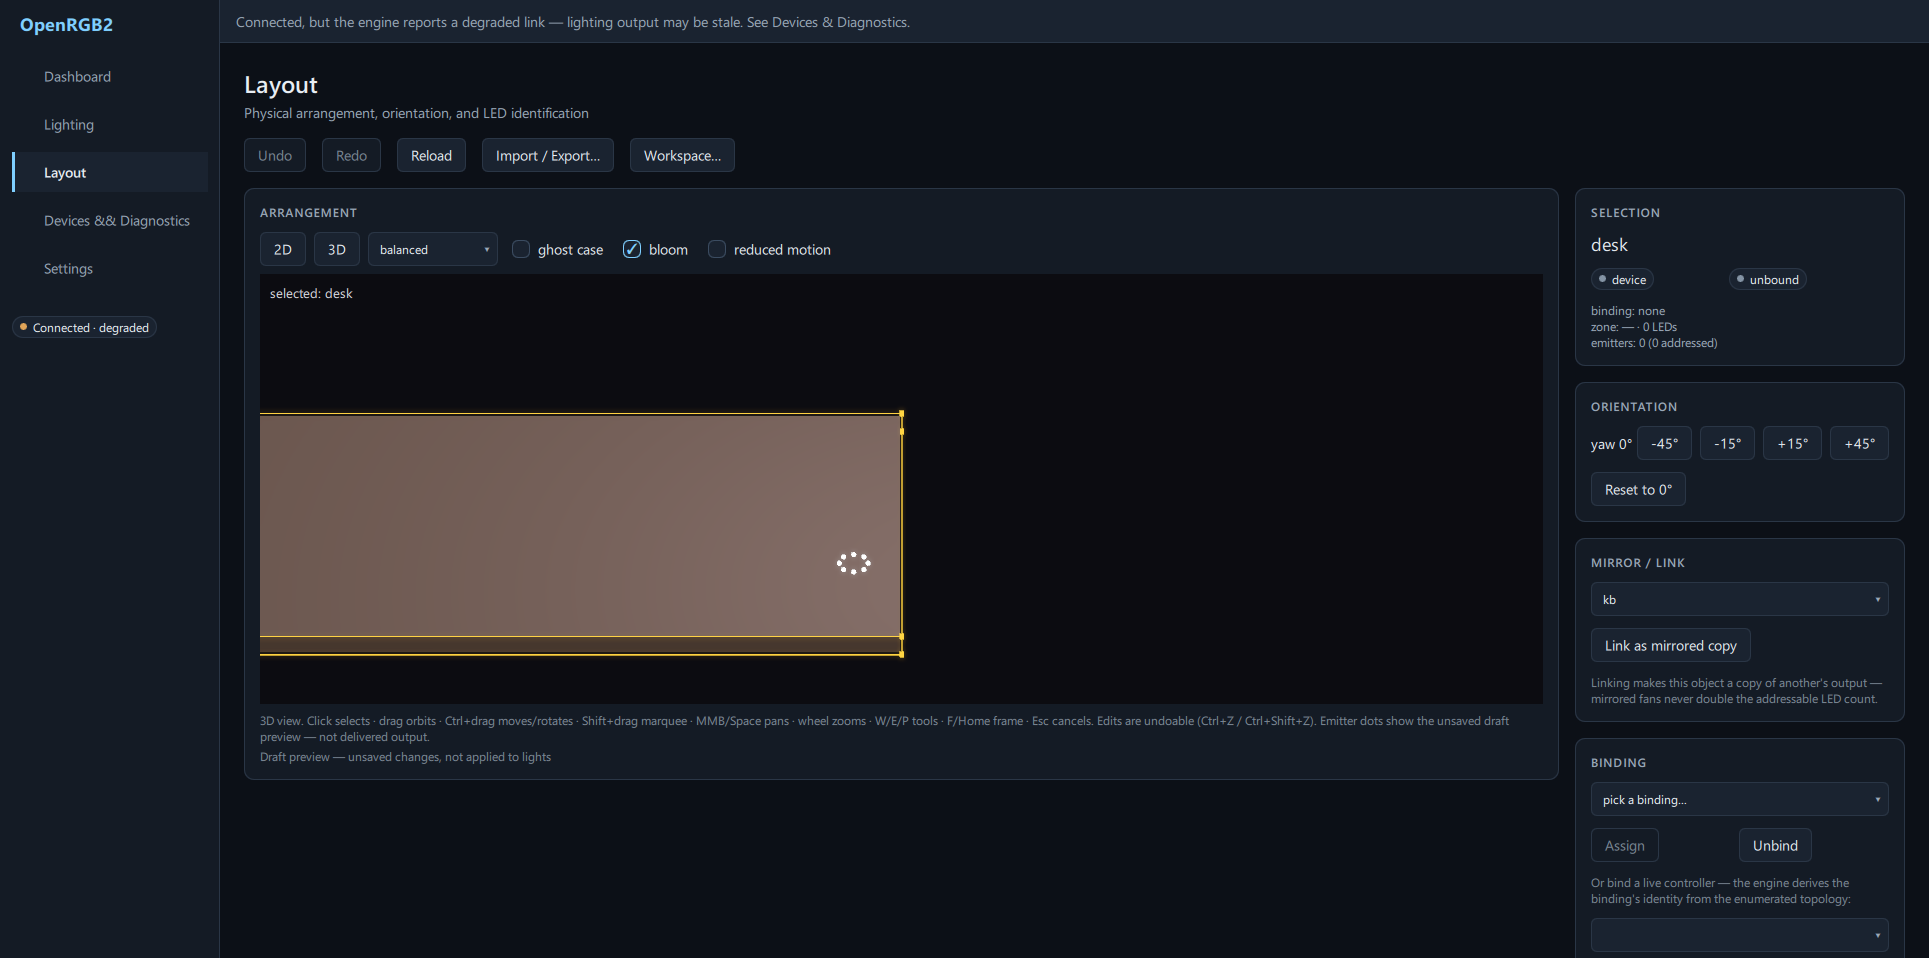 OpenRGB2
Dashboard
Lighting
Layout
Devices && Diagnostics
Settings
Connected · degraded
Connected, but the engine reports a degraded link — lighting output may be stale. See Devices & Diagnostics.
Layout
Physical arrangement, orientation, and LED identification
Undo Redo Reload Import / Export... Workspace...
ARRANGEMENT
2D 3D balanced ghost case bloom reduced motion
selected: desk
3D view. Click selects · drag orbits · Ctrl+drag moves/rotates · Shift+drag marquee · MMB/Space pans · wheel zooms · W/E/P tools · F/Home frame · Esc cancels. Edits are undoable (Ctrl+Z / Ctrl+Shift+Z). Emitter dots show the unsaved draft
preview — not delivered output.
Draft preview — unsaved changes, not applied to lights
SELECTION
desk
device unbound
binding: none
zone: — · 0 LEDs
emitters: 0 (0 addressed)
ORIENTATION
yaw 0° -45° -15° +15° +45°
Reset to 0°
MIRROR / LINK
kb
Link as mirrored copy
Linking makes this object a copy of another's output —
mirrored fans never double the addressable LED count.
BINDING
pick a binding...
Assign Unbind
Or bind a live controller — the engine derives the
binding's identity from the enumerated topology: